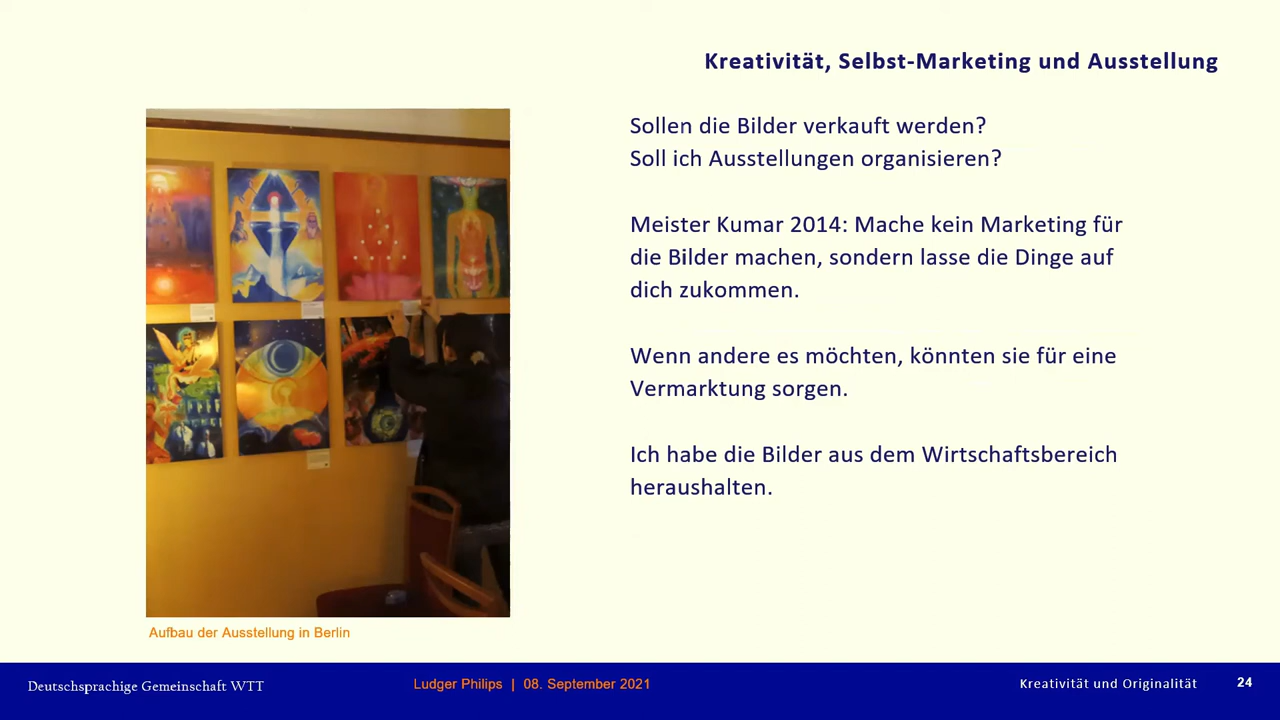 Kreativität, Selbst-Marketing und Ausstellung
Sollen die Bilder verkauft werden?
Soll ich Ausstellungen organisieren?
Meister Kumar 2014: Mache kein Marketing für
die Bilder machen, sondern lasse die Dinge auf
dich zukommen.
Wenn andere es möchten, könnten sie für eine
Vermarktung sorgen.
Ich habe die Bilder aus dem Wirtschaftsbereich
heraushalten.
Aufbau der Ausstellung in Berlin
Deutschsprachige Gemeinschaft WTT
Ludger Philips | 08. September 2021
Kreativität und Originalität
24